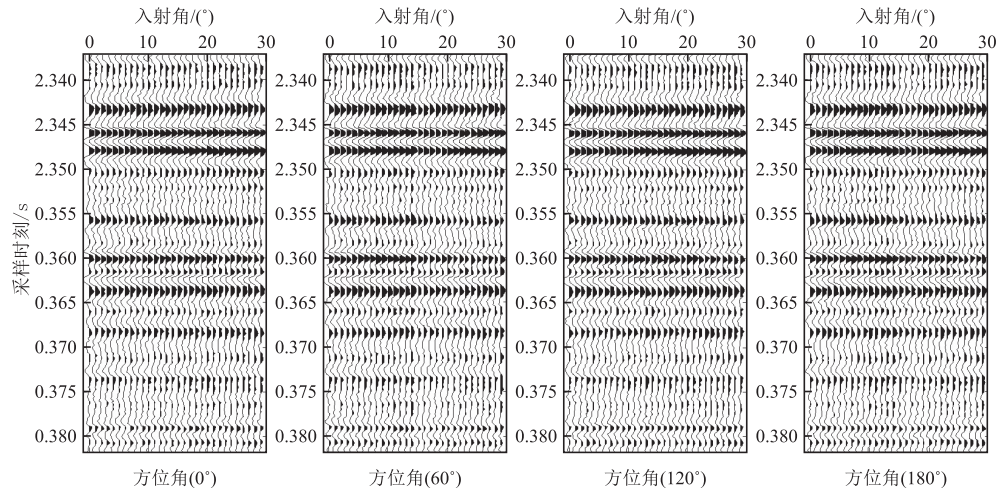 入射角/(°) 入射角/(°) 入射角/(°) 入射角/(°)
0 10 20 30 0 10 20 30 0 10 20 30 0 10 20 30
2.340 2.340 2.340 2.340
2.345 2.345 2.345 2.345
2.350 2.350 2.350 2.350
0.355 0.355 0.355 0.355
0.360 0.360 0.360 0.360
0.365 0.365 0.365 0.365
0.370 0.370 0.370 0.370
0.375 0.375 0.375 0.375
0.380 0.380 0.380 0.380
采样时刻/s
方位角(0°) 方位角(60°) 方位角(120°) 方位角(180°)